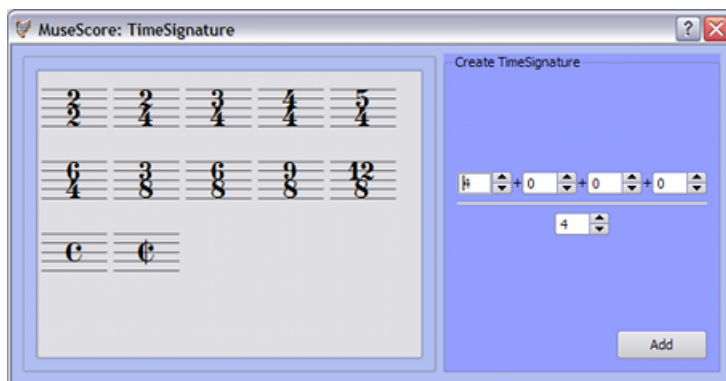 MuseScore: TimeSignature
?
Create TimeSignature
2 2 3 4 5
2 4 4 4 4
4 + 0 + 0 + 0
6 3 6 9 12
4 8 8 8 8
4
Add